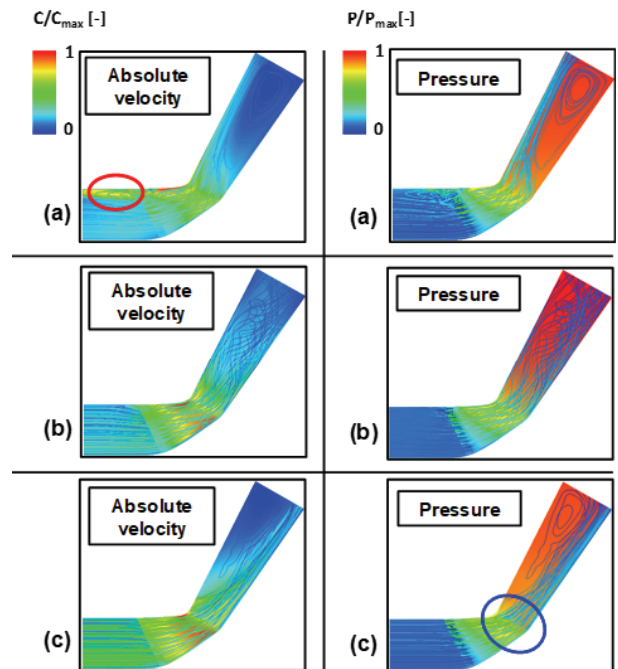 C/Cmax [-]
P/Pmax[-]
1
0
Absolute
velocity
(a)
1
0
Pressure
(a)
Absolute
velocity
(b)
Pressure
(b)
Absolute
velocity
(c)
Pressure
(c)